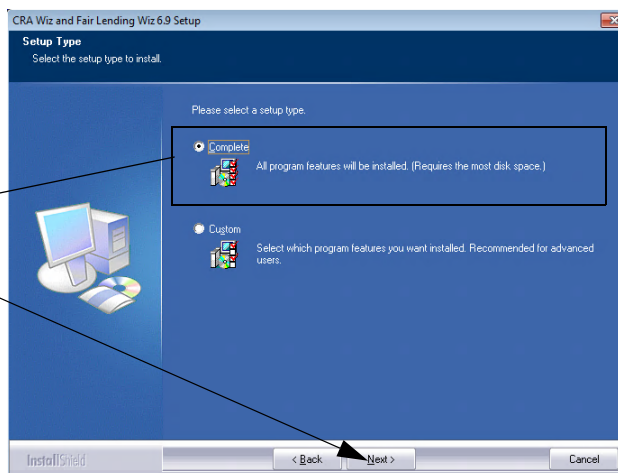 CRA Wiz and Fair Lending Wiz 6.9 Setup
Setup Type
Select the setup type to install.
Please select a setup type.
Complete
All program features will be installed. (Requires the most disk space.)
Custom
Select which program features you want installed. Recommended for advanced
users.
InstallShield
< Back
Next >
Cancel